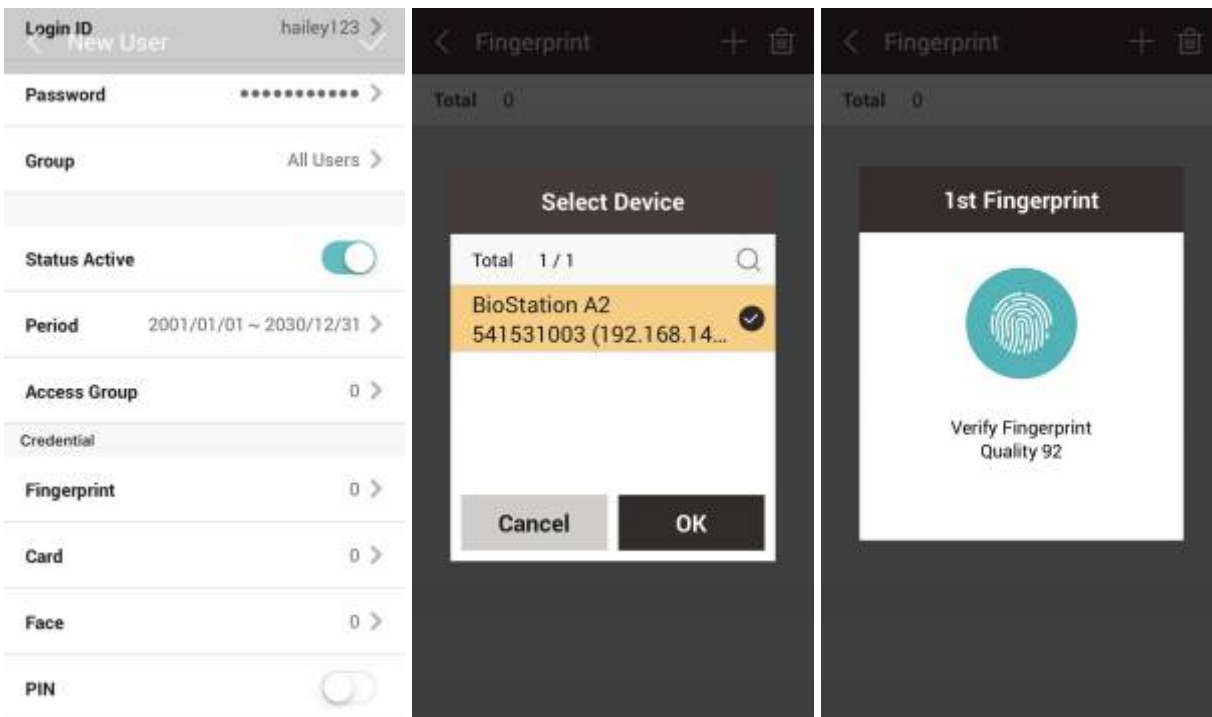 Login ID hailey123
New User
Password •••••••••••
Group All Users
Status Active
Period 2001/01/01 ~ 2030/12/31
Access Group 0
Credential
Fingerprint 0
Card 0
Face 0
PIN
Fingerprint
Total 0
Select Device
Total 1 / 1
BioStation A2
541531003 (192.168.14...
Cancel OK
Fingerprint
Total 0
1st Fingerprint
Verify Fingerprint
Quality 92